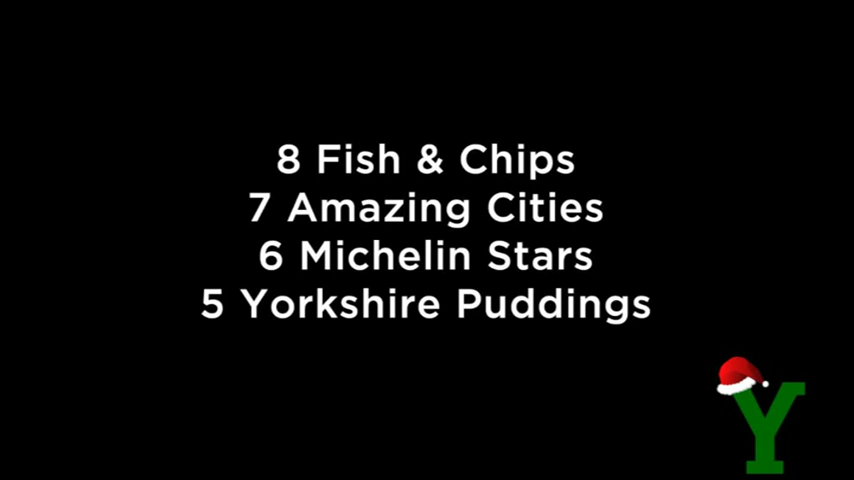 8 Fish & Chips
7 Amazing Cities
6 Michelin Stars
5 Yorkshire Puddings
Y